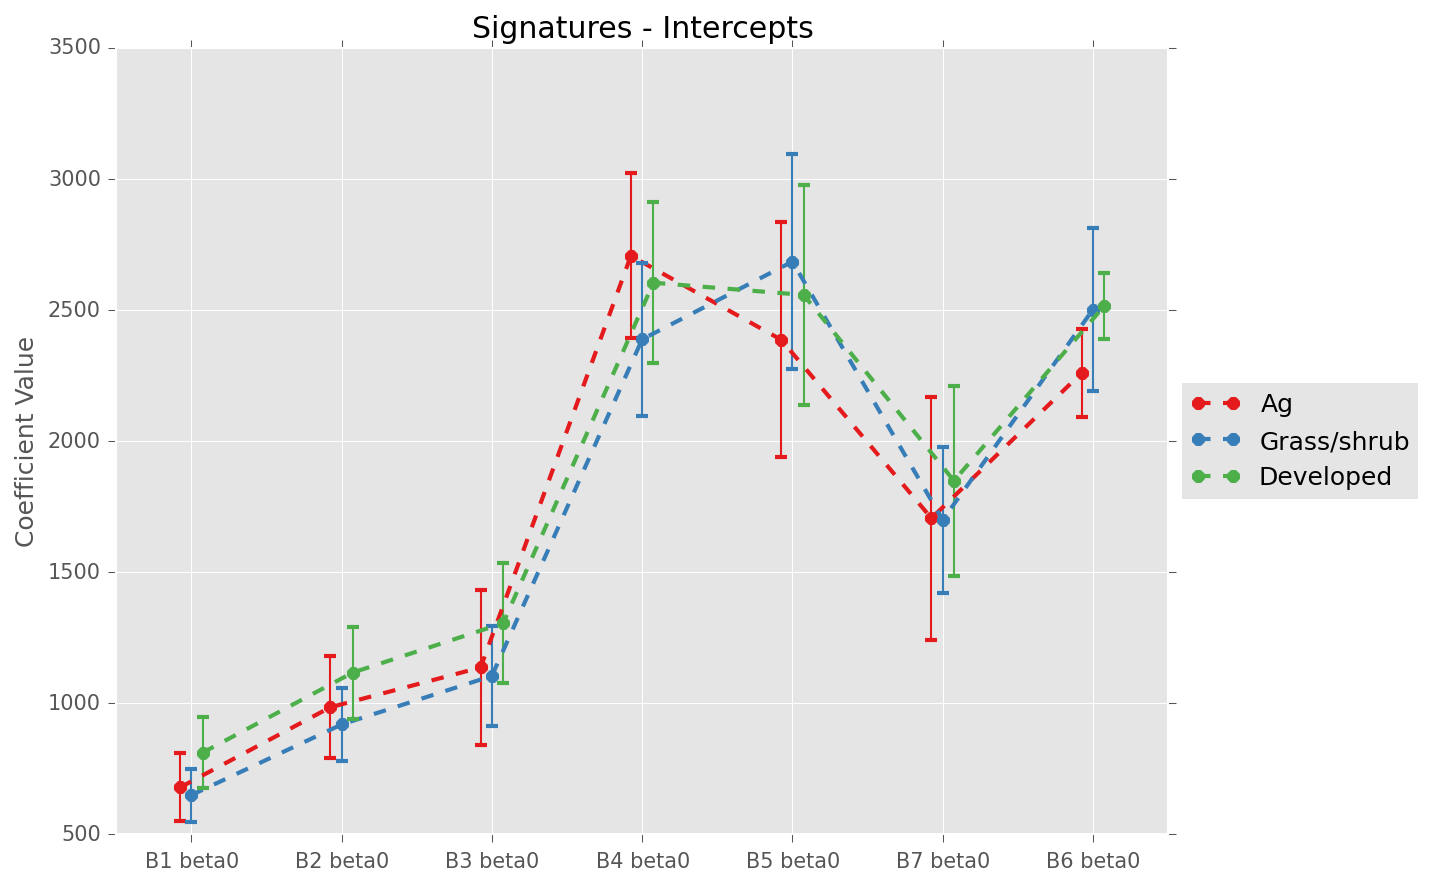 Signatures - Intercepts
3500
3000
2500
2000
1500
1000
500
Coefficient Value
B1 beta0
B2 beta0
B3 beta0
B4 beta0
B5 beta0
B7 beta0
B6 beta0
Ag
Grass/shrub
Developed